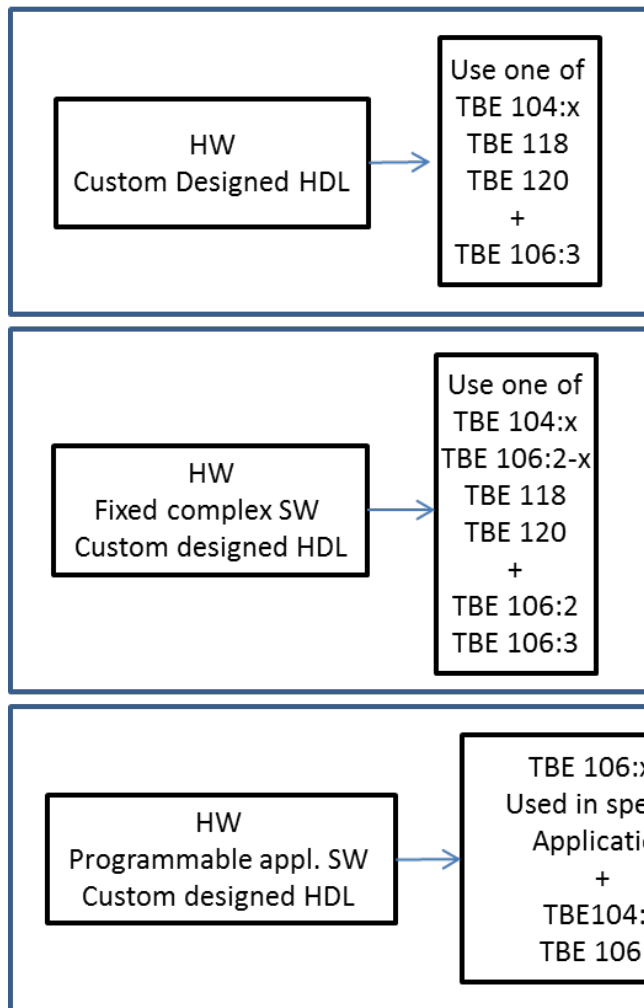 HW
Custom Designed HDL
Use one of
TBE 104:x
TBE 118
TBE 120
+
TBE 106:3
HW
Fixed complex SW
Custom designed HDL
Use one of
TBE 104:x
TBE 106:2-x
TBE 118
TBE 120
+
TBE 106:2
TBE 106:3
HW
Programmable appl. SW
Custom designed HDL
TBE 106:
Used in
+
TBE104:
TBE 106